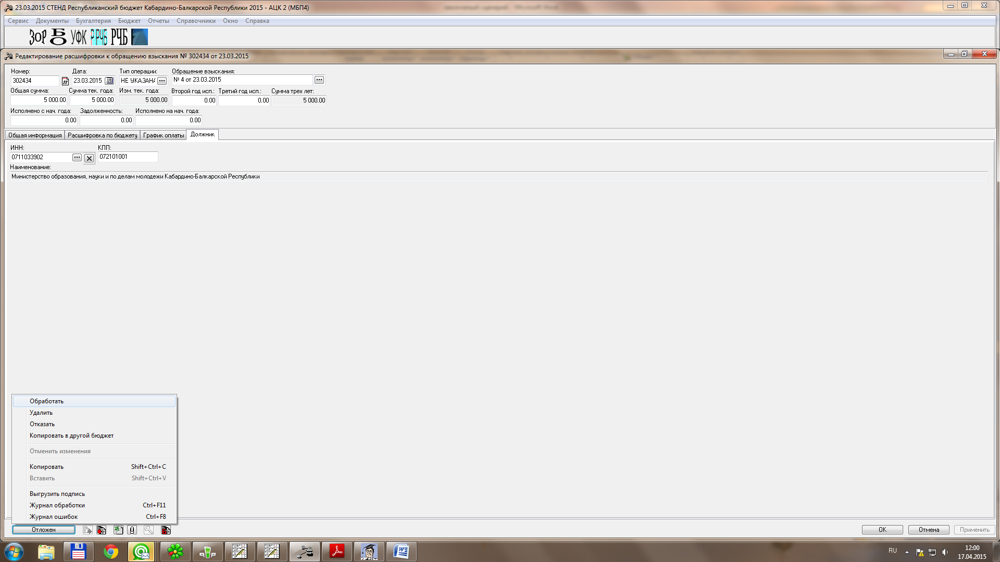 23.03.2015 СТЕНД Республиканский бюджет Кабардино-Балкарской Республики 2015 - АЦК 2 (МБП4)
Сервис Документы Бухгалтерия Бюджет Отчеты Справочники Окно Справка
ЗОР БО УФК РРЧБ РЧБ
Редактирование расшифровки к обращению взыскания № 302434 от 23.03.2015
Номер: Дата: Тип операции: Обращение взыскания:
302434 23.03.2015 15 НЕ УКАЗАНА ... № 4 от 23.03.2015 ...
Общая сумма: Сумма тек. года: Изм. тек. года: Второй год исп.: Третий год исп.: Сумма трех лет:
5 000.00 5 000.00 5 000.00 0.00 0.00 5 000.00
Исполнено с нач. года: Задолженность: Исполнено на нач. года:
0.00 0.00 0.00
Общая информация Расшифровка по бюджету График оплаты Должник
ИНН: КПП:
0711033902 ... 072101001
Наименование:
Министерство образования, науки и по делам молодежи Кабардино-Балкарской Республики
Обработать
Удалить
Отказать
Копировать в другой бюджет
Отменить изменения
Копировать Shift+Ctrl+C
Вставить Shift+Ctrl+V
Выгрузить подпись
Журнал обработки Ctrl+F11
Журнал ошибок Ctrl+F8
Отложен OK Отмена Применить
RU 12:00
17.04.2015